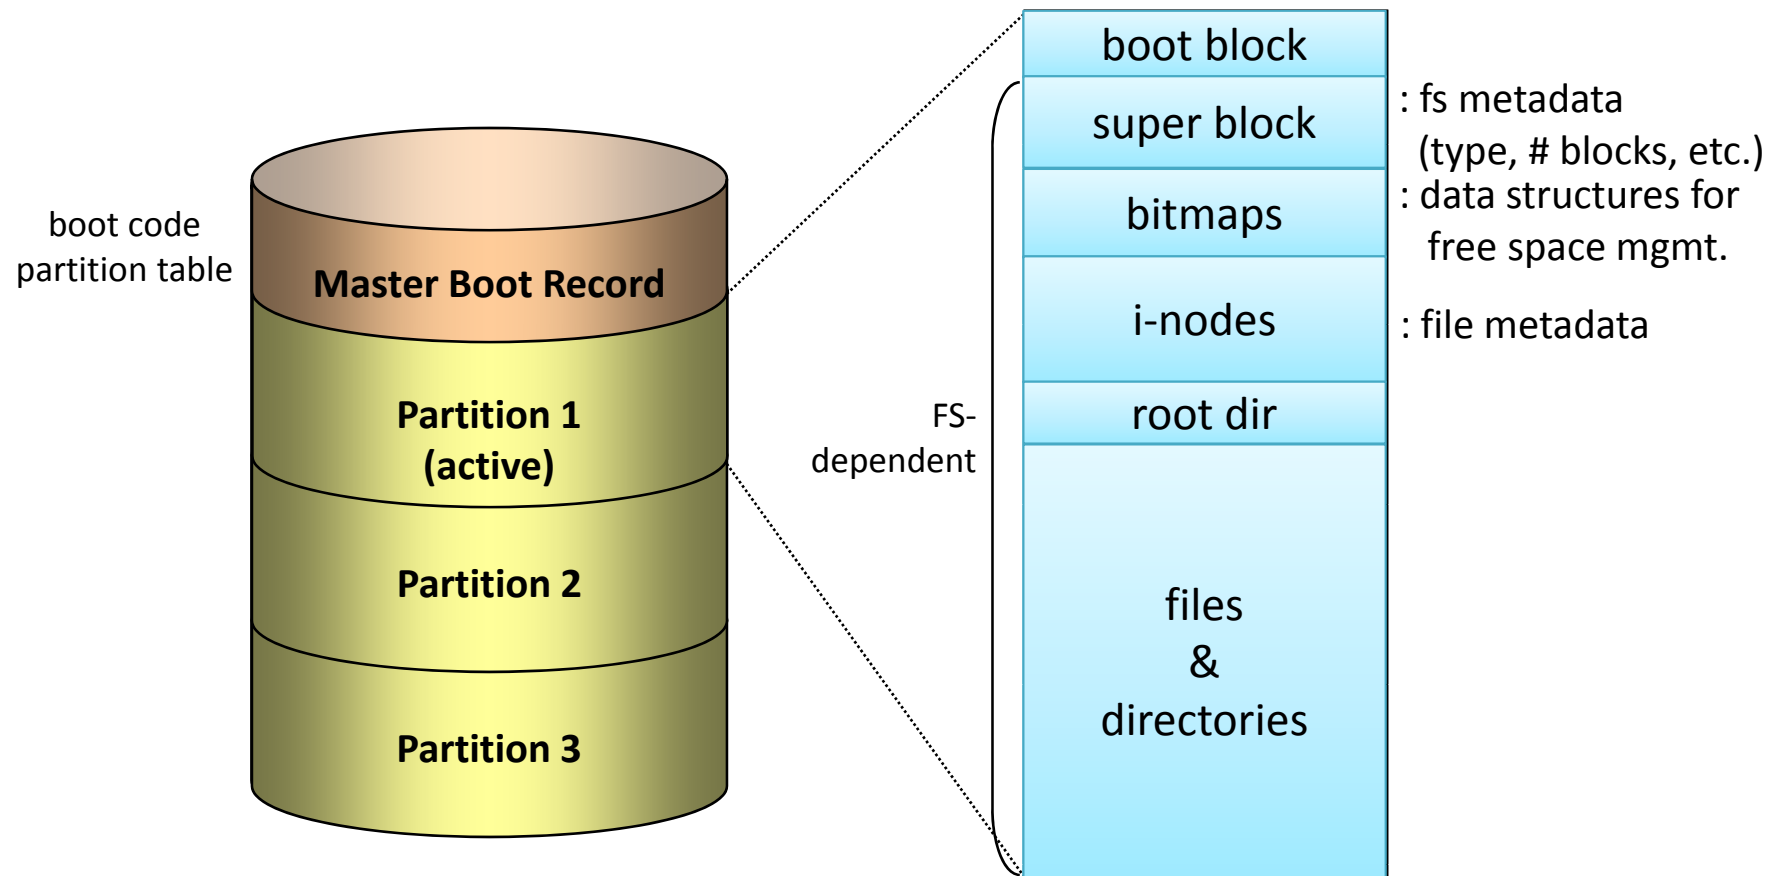 boot code
partition table
Master Boot Record
Partition 1
(active)
Partition 2
Partition 3
FS-
dependent
boot block
super block
bitmaps
i-nodes
root dir
files
&
directories
: fs metadata
(type, # blocks, etc.)
: data structures for
free space mgmt.
: file metadata